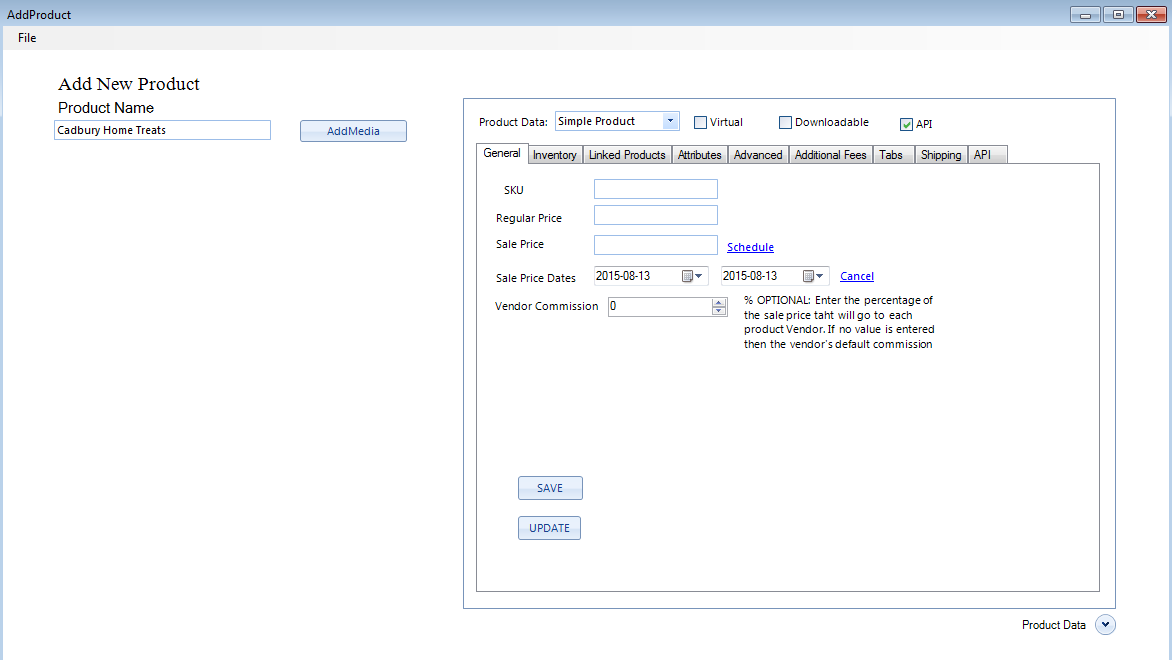 AddProduct
File
Add New Product
Product Name
Cadbury Home Treats
AddMedia
Product Data: Simple Product Virtual Downloadable API
General Inventory Linked Products Attributes Advanced Additional Fees Tabs Shipping API
SKU
Regular Price
Sale Price Schedule
Sale Price Dates 2015-08-13 2015-08-13 Cancel
Vendor Commission 0
% OPTIONAL: Enter the percentage of
the sale price taht will go to each
product Vendor. If no value is entered
then the vendor's default commission
SAVE
UPDATE
Product Data